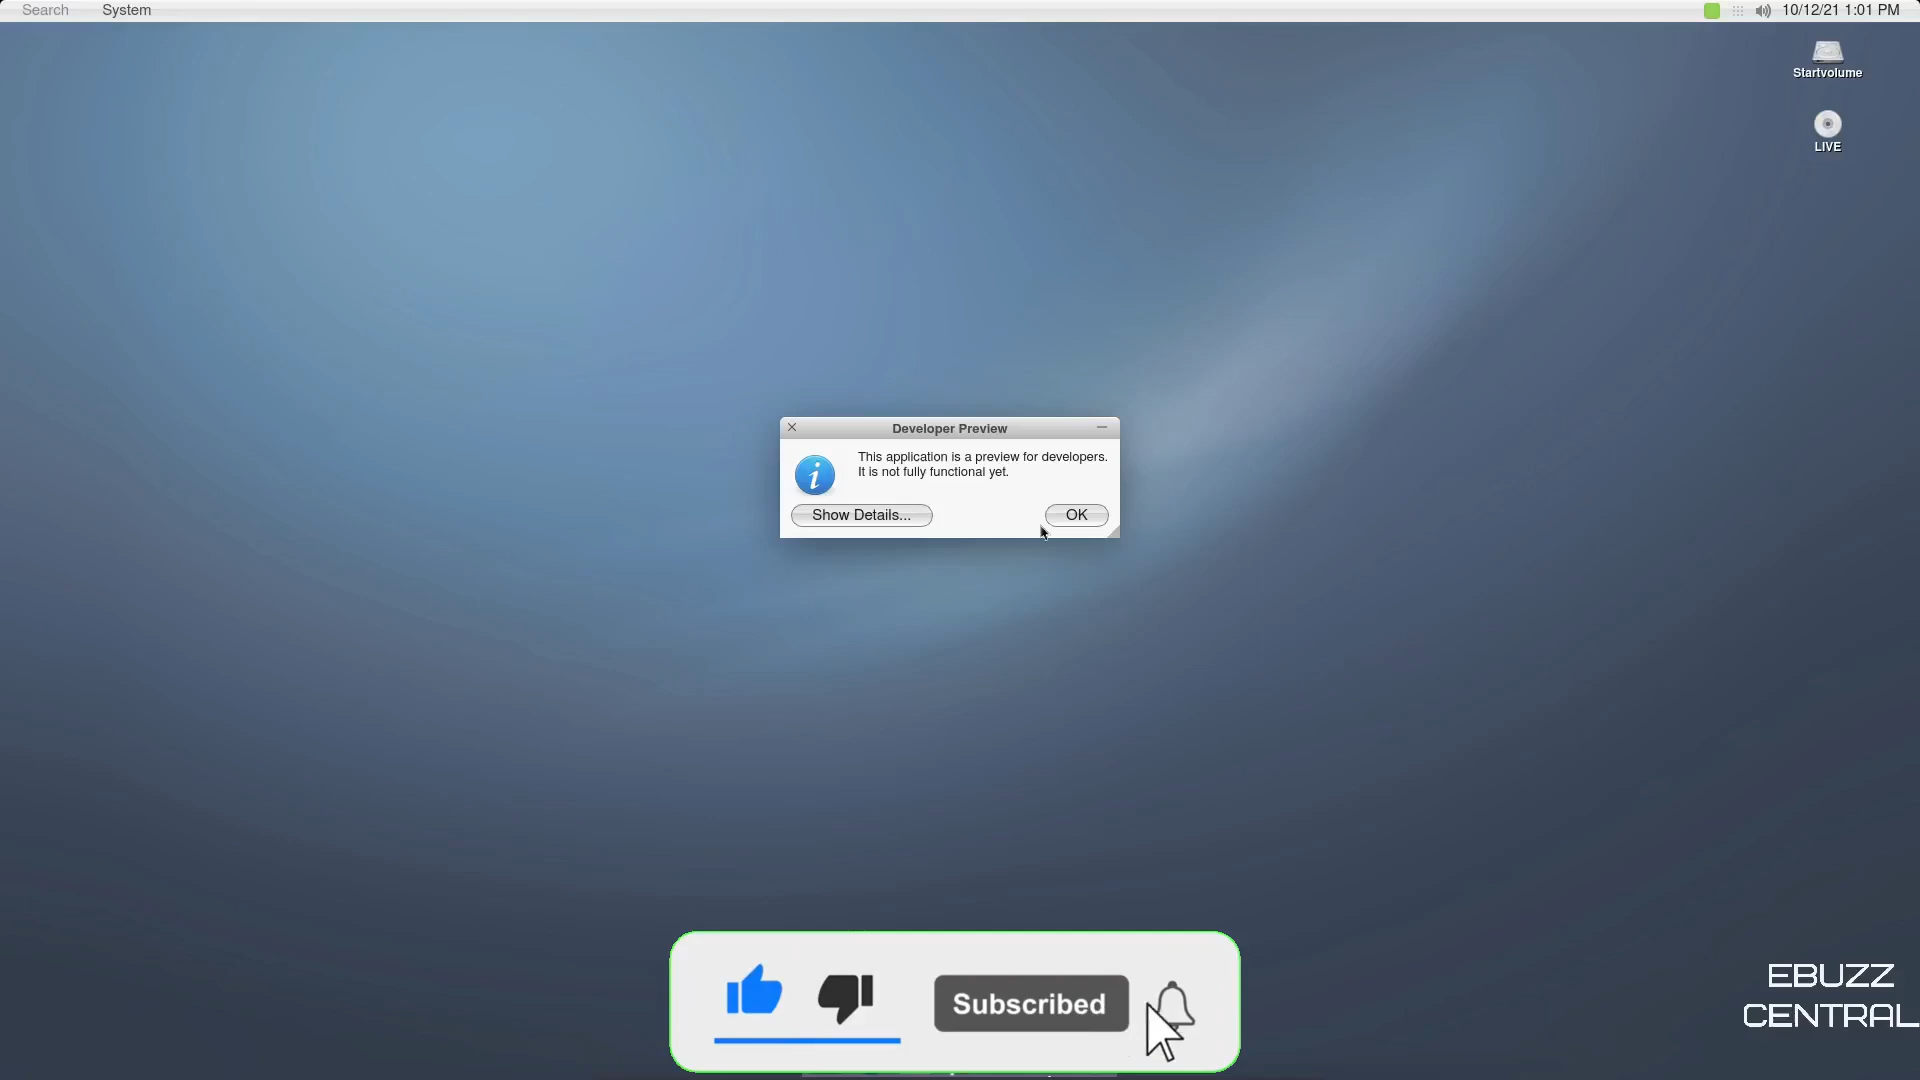 Search System 10/12/21 1:01 PM
Startvolume
LIVE
Developer Preview
This application is a preview for developers.
It is not fully functional yet.
Show Details... OK
Subscribed
EBUZZ
CENTRAL